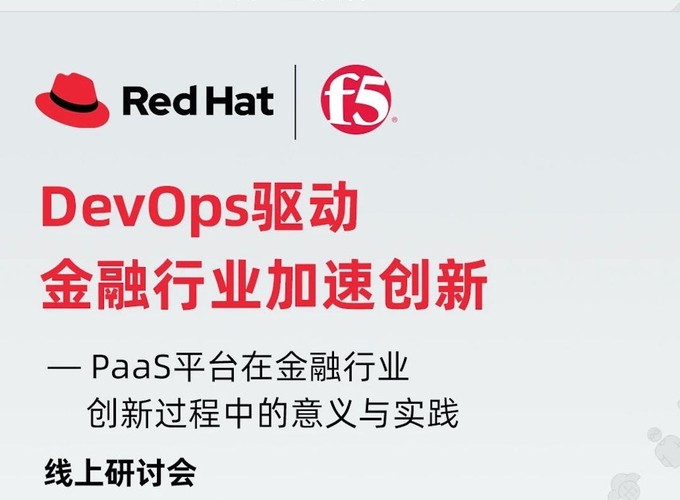 Red Hat f5
DevOps驱动
金融行业加速创新
— PaaS平台在金融行业
创新过程中的意义与实践
线上研讨会